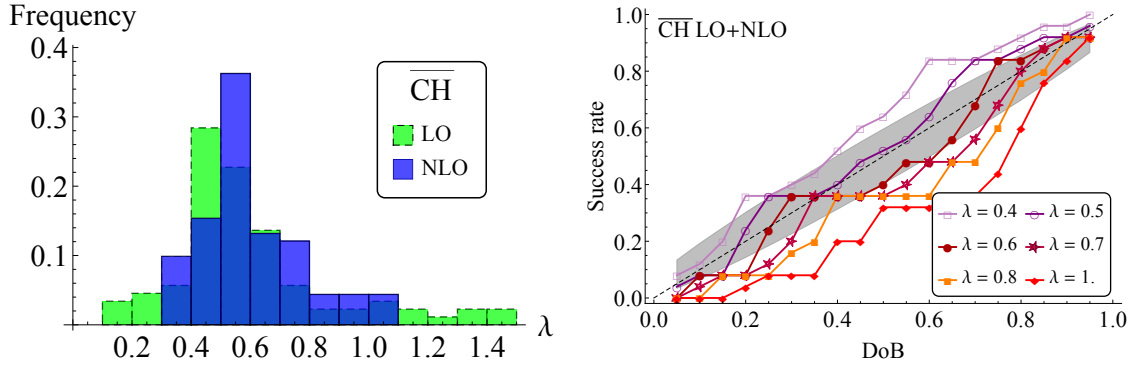 Frequency
0.4
0.3
0.2
0.1
0.2 0.4 0.6 0.8 1.0 1.2 1.4
λ
C̅H̅
LO
NLO
C̅H̅ LO+NLO
Success rate
1.0
0.8
0.6
0.4
0.2
0.0
0.0 0.2 0.4 0.6 0.8 1.0
DoB
λ = 0.4 λ = 0.5
λ = 0.6 λ = 0.7
λ = 0.8 λ = 1.